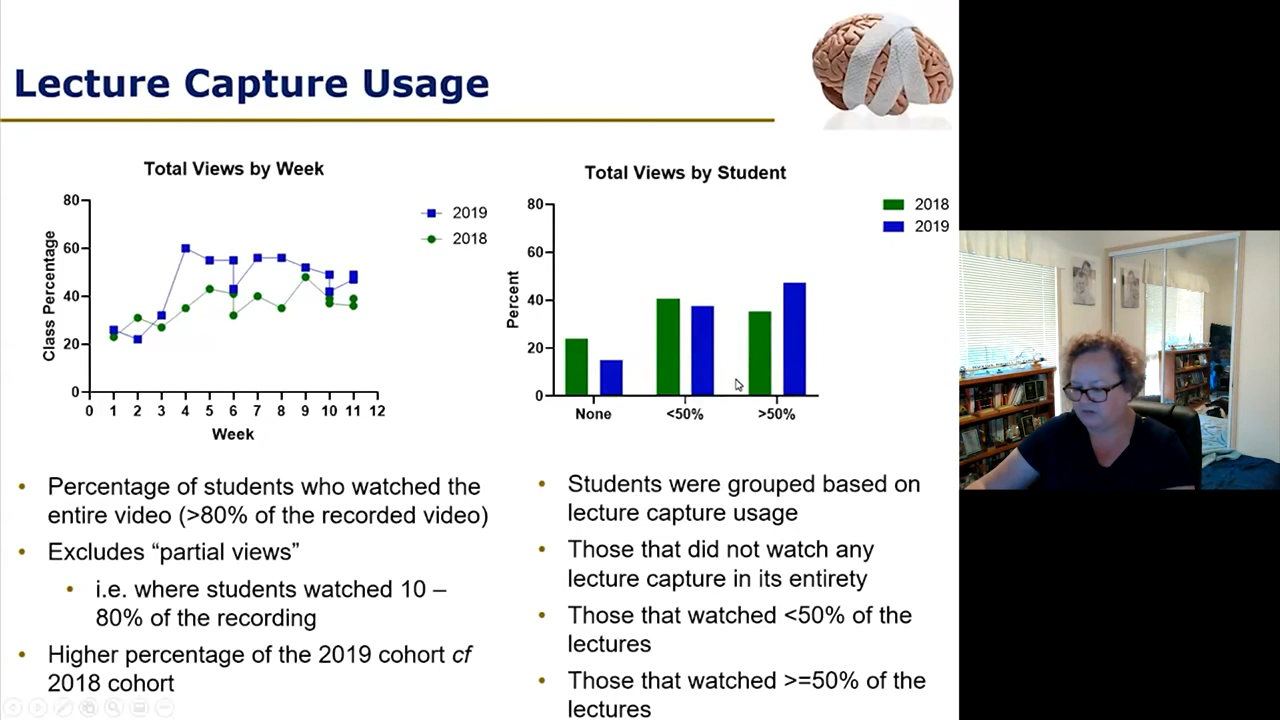 Lecture Capture Usage
Total Views by Week
80
60
40
20
0
Class Percentage
0 1 2 3 4 5 6 7 8 9 10 11 12
Week
2019
2018
Total Views by Student
80
60
40
20
0
Percent
None <50% >50%
2018
2019
• Percentage of students who watched the
entire video (>80% of the recorded video)
• Excludes “partial views”
• i.e. where students watched 10 –
80% of the recording
• Higher percentage of the 2019 cohort cf
2018 cohort
• Students were grouped based on
lecture capture usage
• Those that did not watch any
lecture capture in its entirety
• Those that watched <50% of the
lectures
• Those that watched >=50% of the
lectures